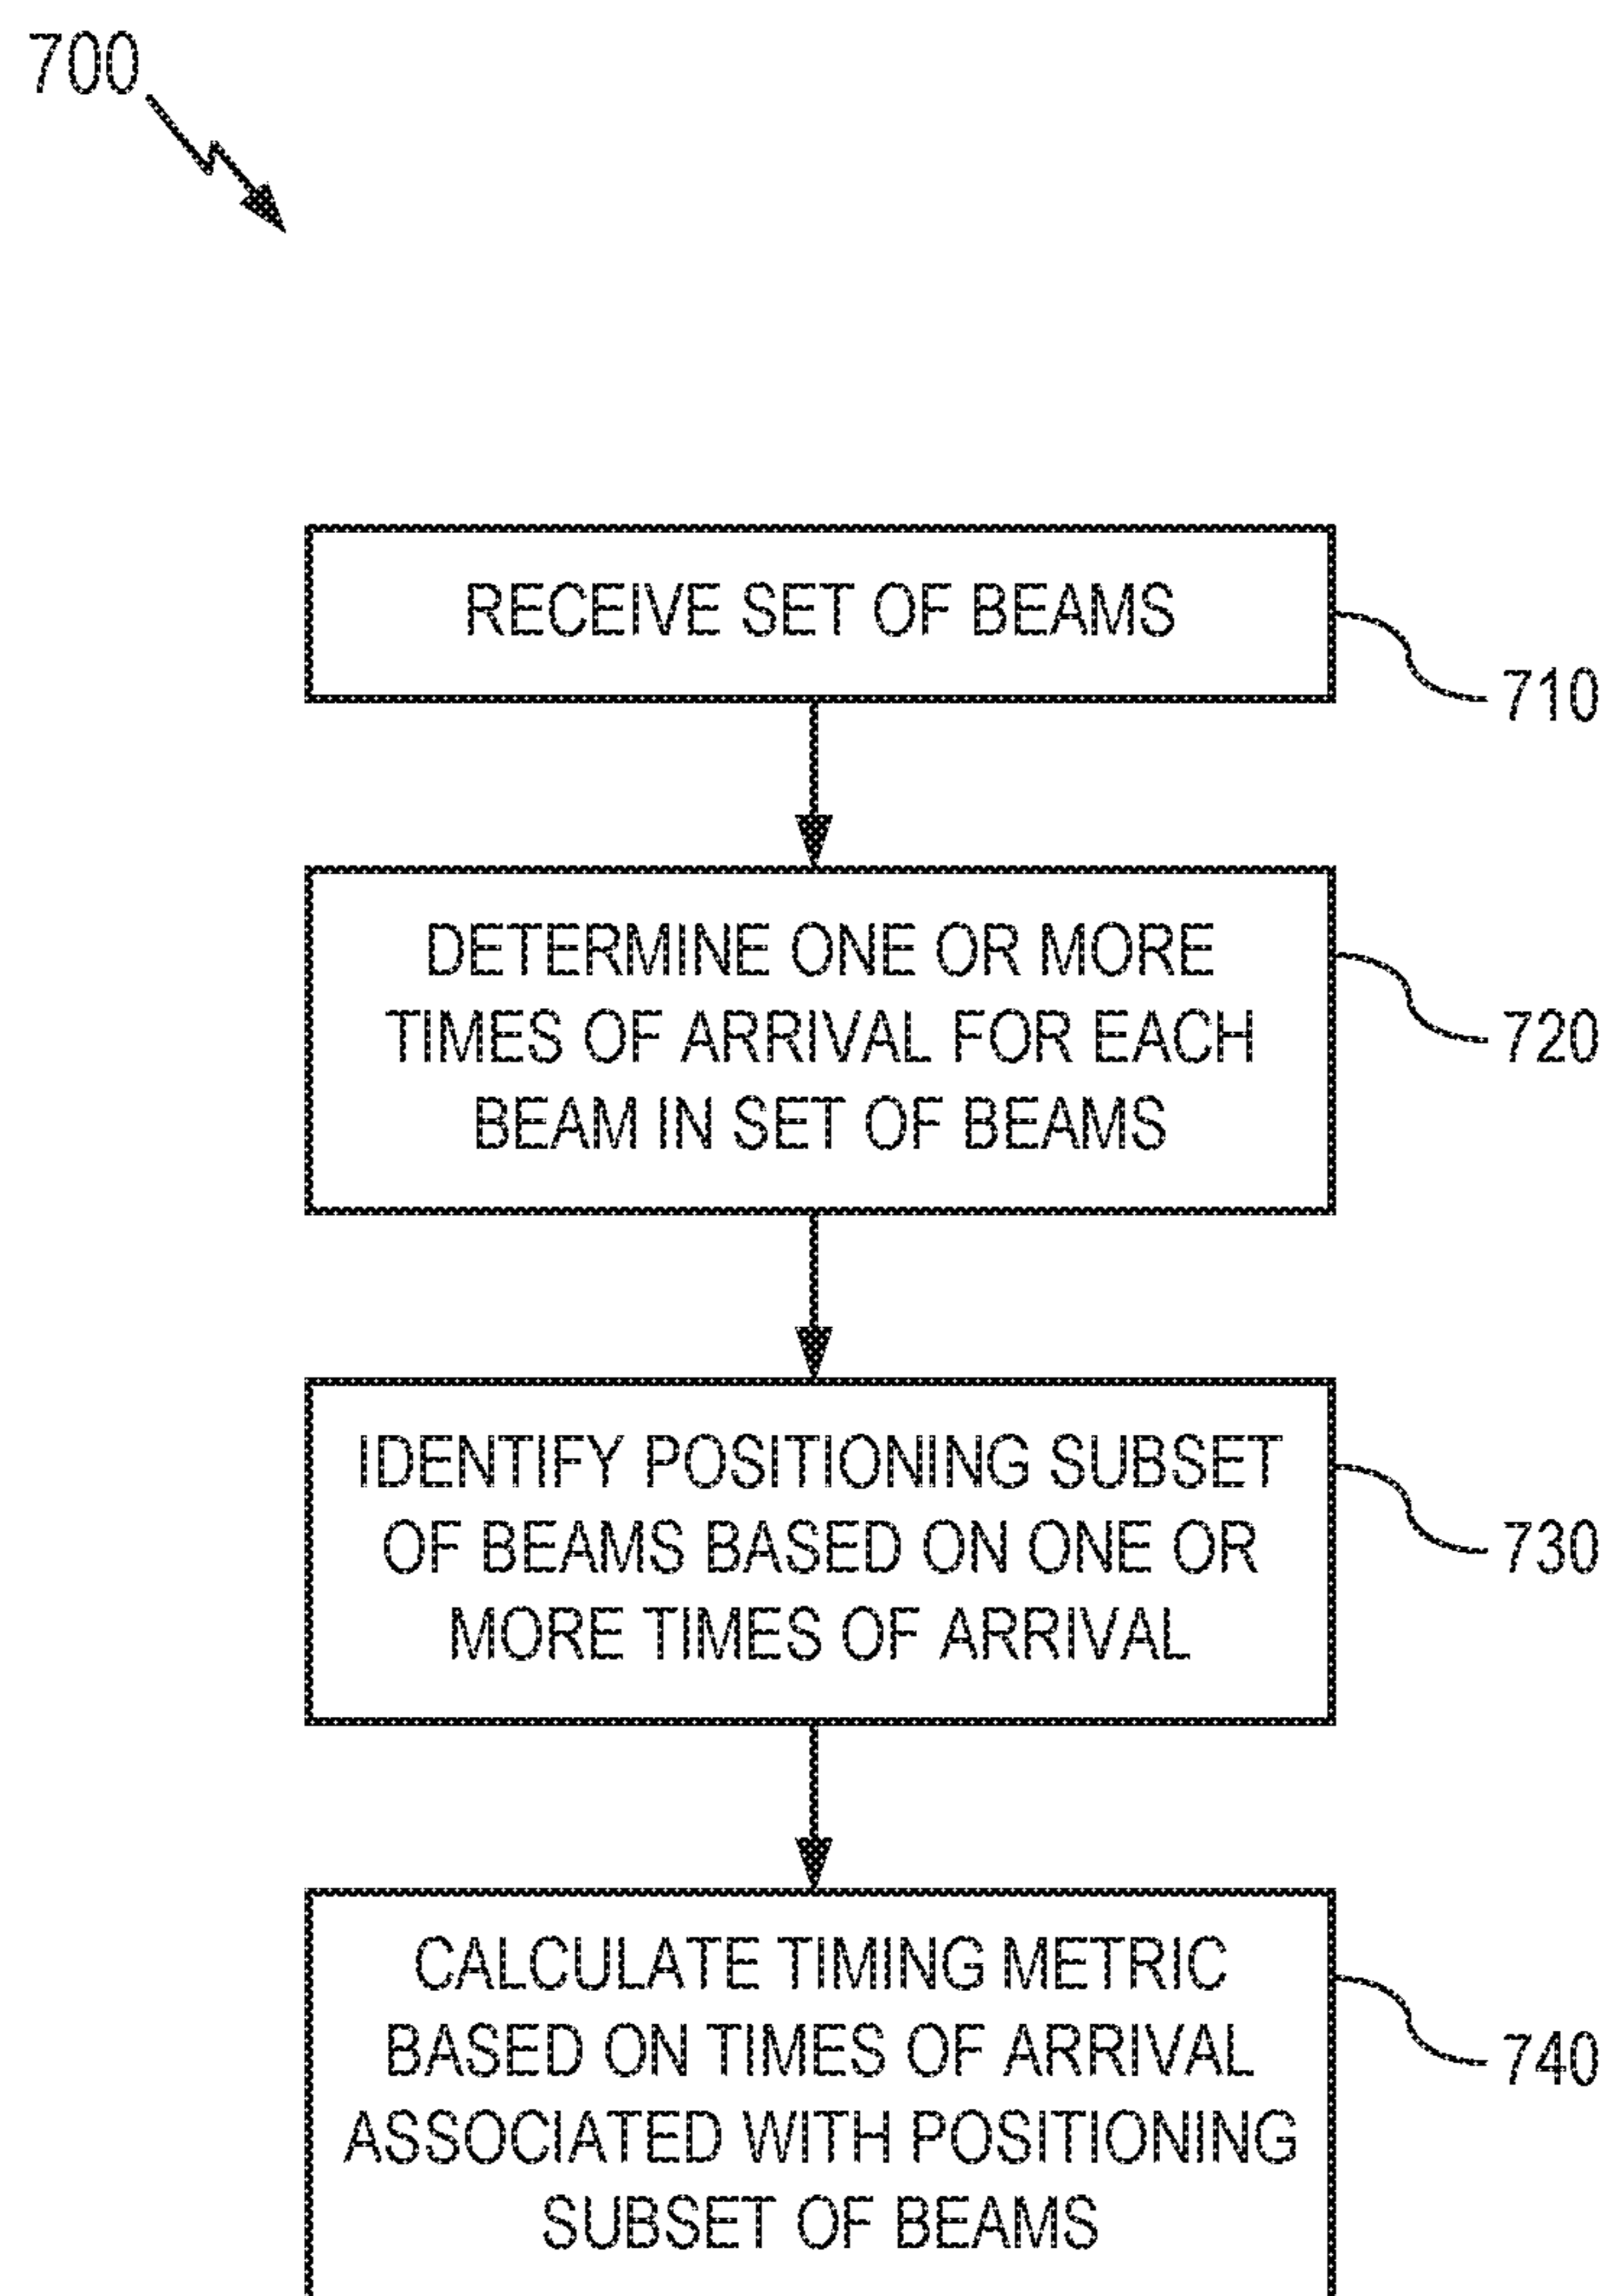 700
RECEIVE SET OF BEAMS
710
DETERMINE ONE OR MORE
TIMES OF ARRIVAL FOR EACH
BEAM IN SET OF BEAMS
720
IDENTIFY POSITIONING SUBSET
OF BEAMS BASED ON ONE OR
MORE TIMES OF ARRIVAL
730
CALCULATE TIMING METRIC
BASED ON TIMES OF ARRIVAL
ASSOCIATED WITH POSITIONING
SUBSET OF BEAMS
740